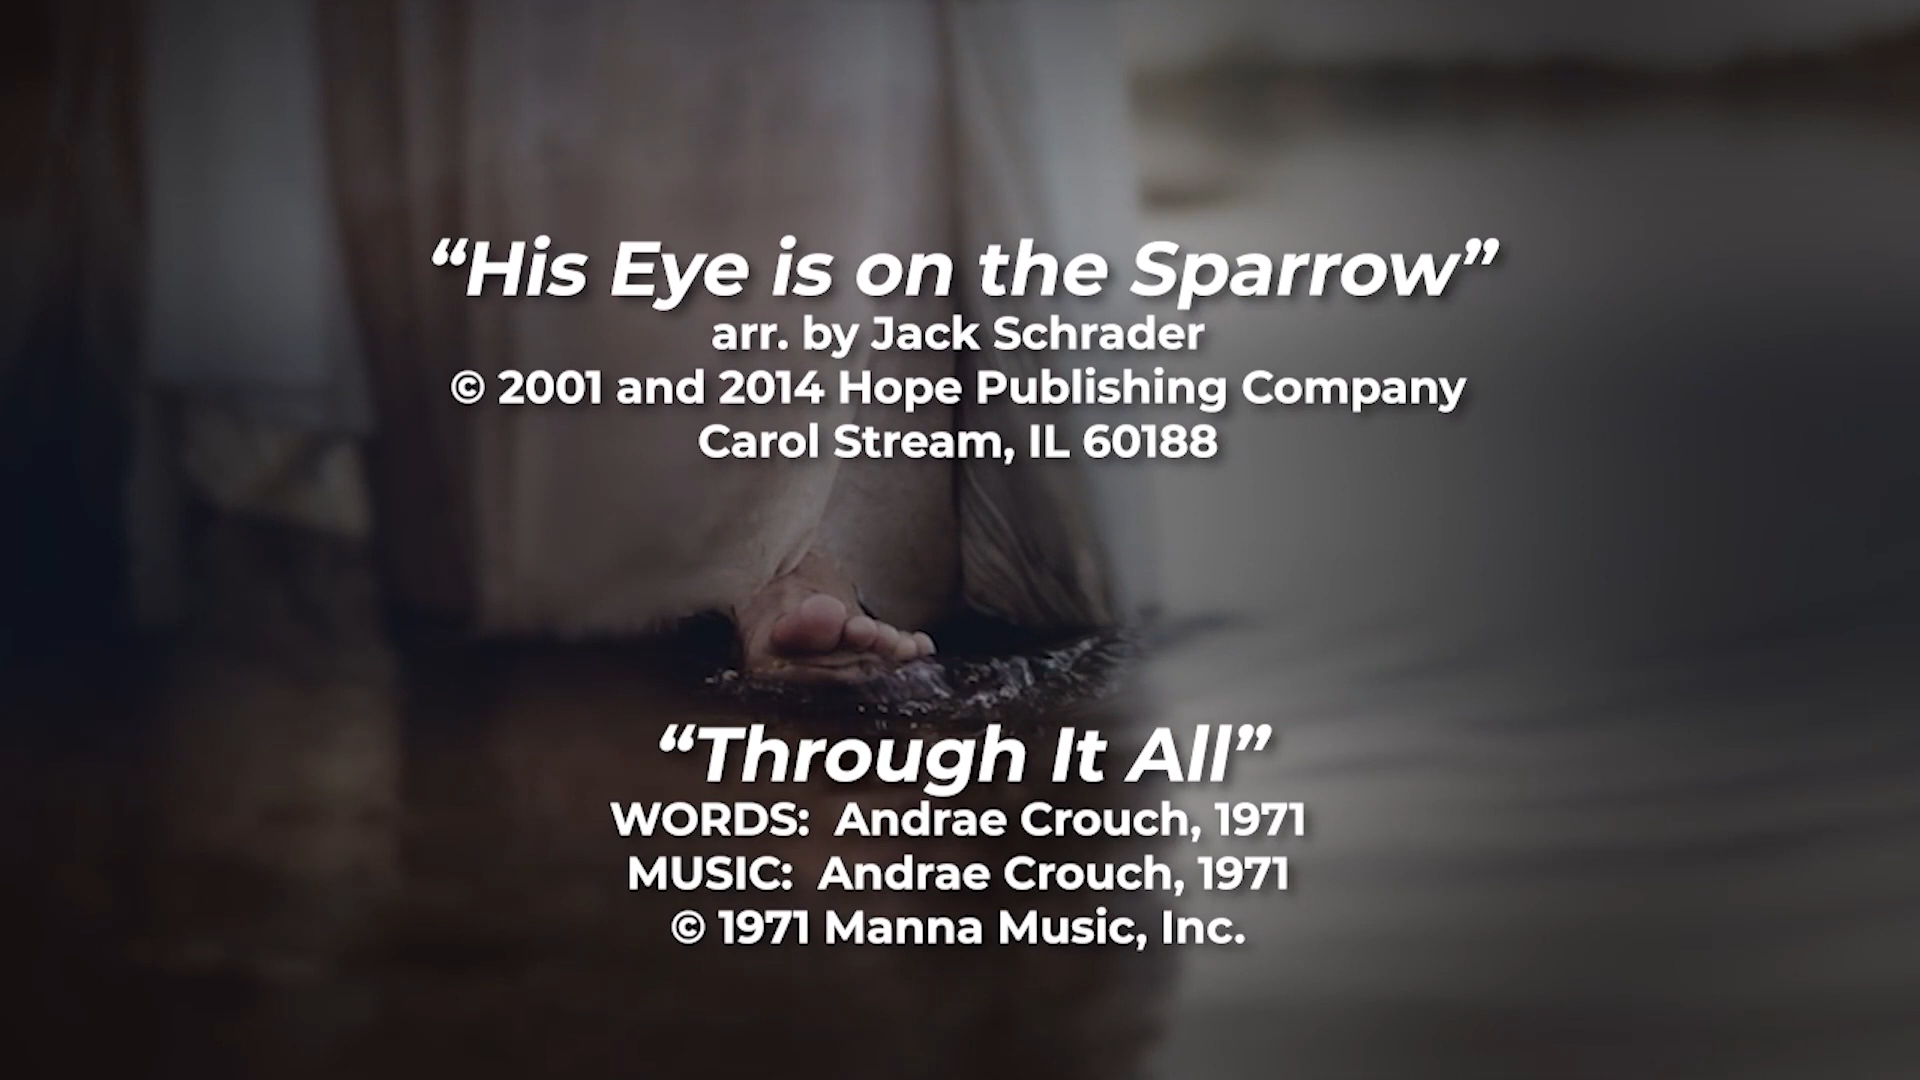 “His Eye is on the Sparrow”
arr. by Jack Schrader
© 2001 and 2014 Hope Publishing Company
Carol Stream, IL 60188
“Through It All”
WORDS:  Andrae Crouch, 1971
MUSIC:  Andrae Crouch, 1971
© 1971 Manna Music, Inc.